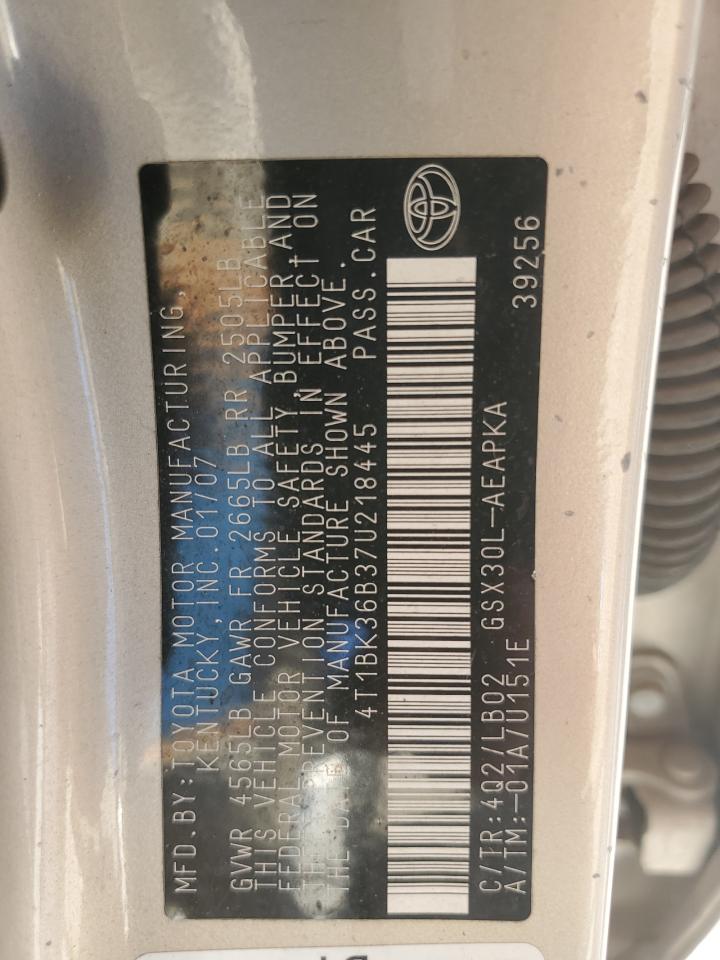 MFD.BY:TOYOTA MOTOR MANUFACTURING,
KENTUCKY,INC.01/07
GVWR 4565LB GAWR FR 2665LB RR 2505LB
THIS VEHICLE CONFORMS TO ALL APPLICABLE
FEDERAL MOTOR VEHICLE SAFETY, BUMPER, AND
PREVENTION STANDARDS IN EFFECT ON
THE OF MANUFACTURE SHOWN ABOVE.
4T1BK36B37U218445 PASS.CAR
C/TR:4Q2/LB02 GSX30L-AEAPKA
A/TM:-01A/U151E 39256